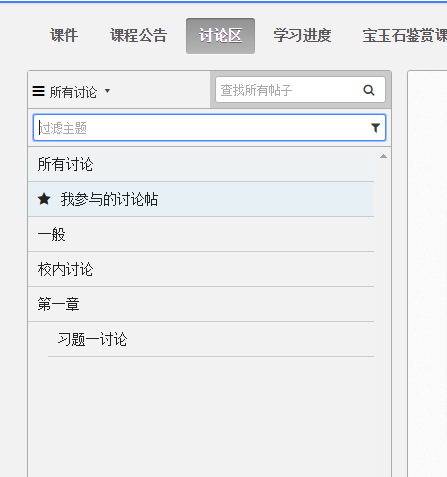 课件 课程公告 讨论区 学习进度 宝玉石鉴赏课
所有讨论 查找所有帖子
过滤主题
所有讨论
我参与的讨论帖
一般
校内讨论
第一章
习题一讨论